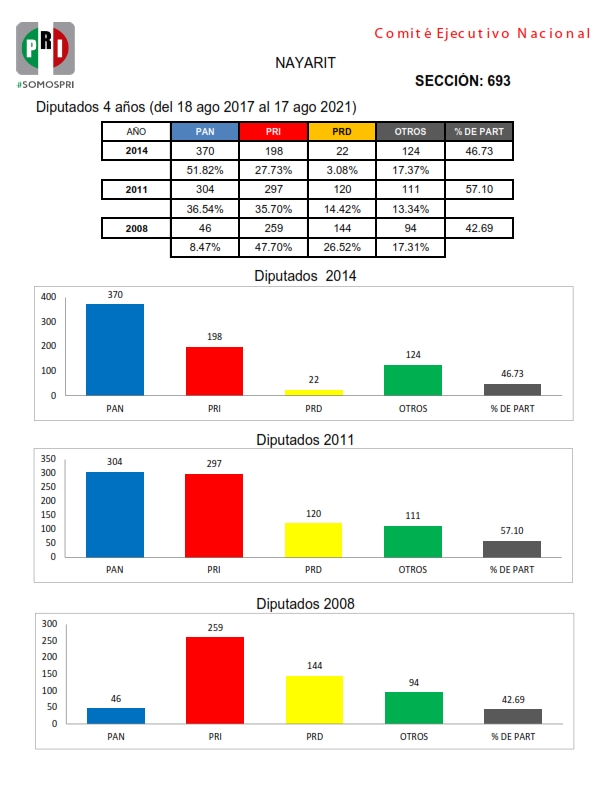 Comité Ejecutivo Nacional
PRI
#SOMOSPRI
NAYARIT
SECCIÓN: 693
Diputados 4 años (del 18 ago 2017 al 17 ago 2021)
AÑO PAN PRI PRD OTROS % DE PART
2014 370 198 22 124 46.73
51.82% 27.73% 3.08% 17.37%
2011 304 297 120 111 57.10
36.54% 35.70% 14.42% 13.34%
2008 46 259 144 94 42.69
8.47% 47.70% 26.52% 17.31%
Diputados 2014
400
300
200
100
0
370
198
22
124
46.73
PAN PRI PRD OTROS % DE PART
Diputados 2011
350
300
250
200
150
100
50
0
304
297
120
111
57.10
PAN PRI PRD OTROS % DE PART
Diputados 2008
300
250
200
150
100
50
0
46
259
144
94
42.69
PAN PRI PRD OTROS % DE PART